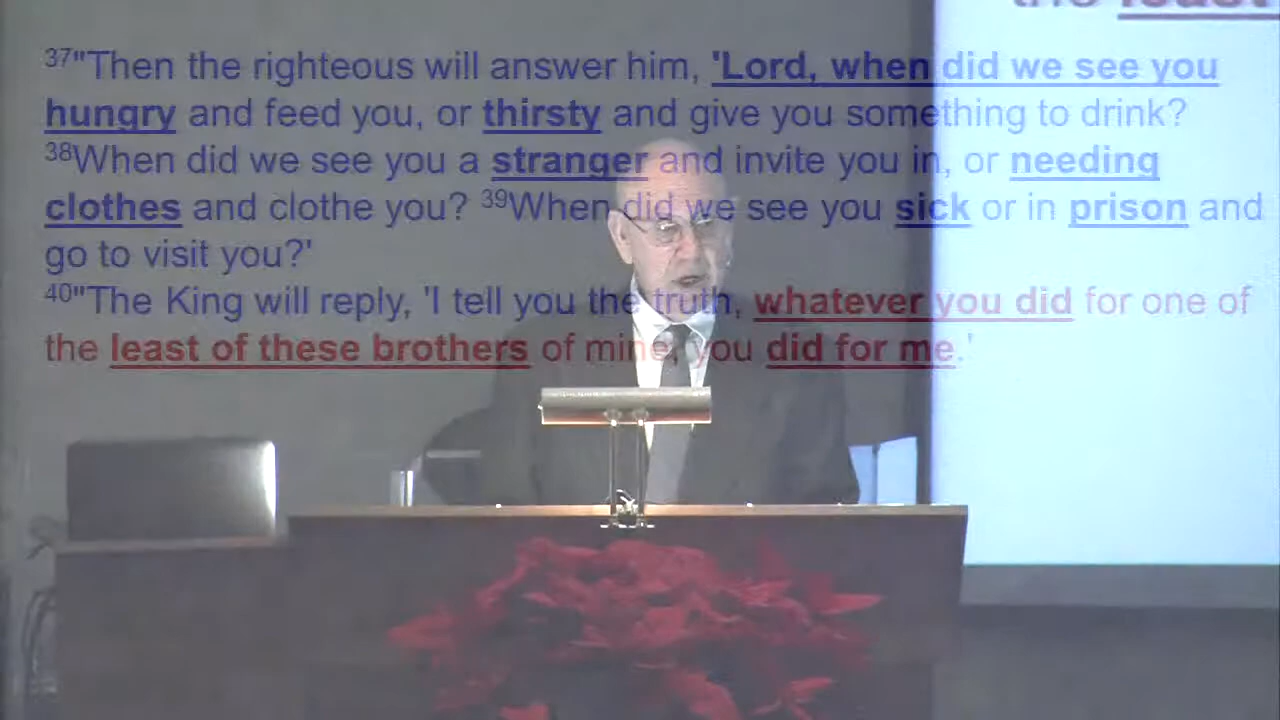 the least
³⁷"Then the righteous will answer him, 'Lord, when did we see you
hungry and feed you, or thirsty and give you something to drink?
³⁸When did we see you a stranger and invite you in, or needing
clothes and clothe you? ³⁹When did we see you sick or in prison and
go to visit you?'
⁴⁰"The King will reply, 'I tell you the truth, whatever you did for one of
the least of these brothers of mine, you did for me.'